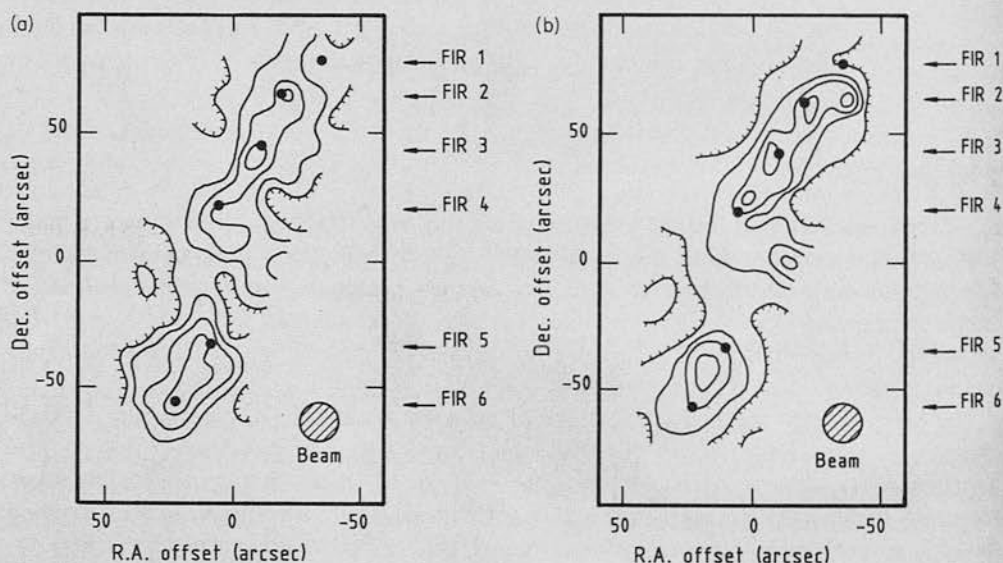 (a)
FIR 1
FIR 2
50
FIR 3
FIR 4
0
FIR 5
-50
FIR 6
Beam
50 0 -50
R.A. offset (arcsec)
Dec. offset (arcsec)
(b)
FIR 1
FIR 2
50
FIR 3
FIR 4
0
FIR 5
-50
FIR 6
Beam
50 0 -50
R.A. offset (arcsec)
Dec. offset (arcsec)